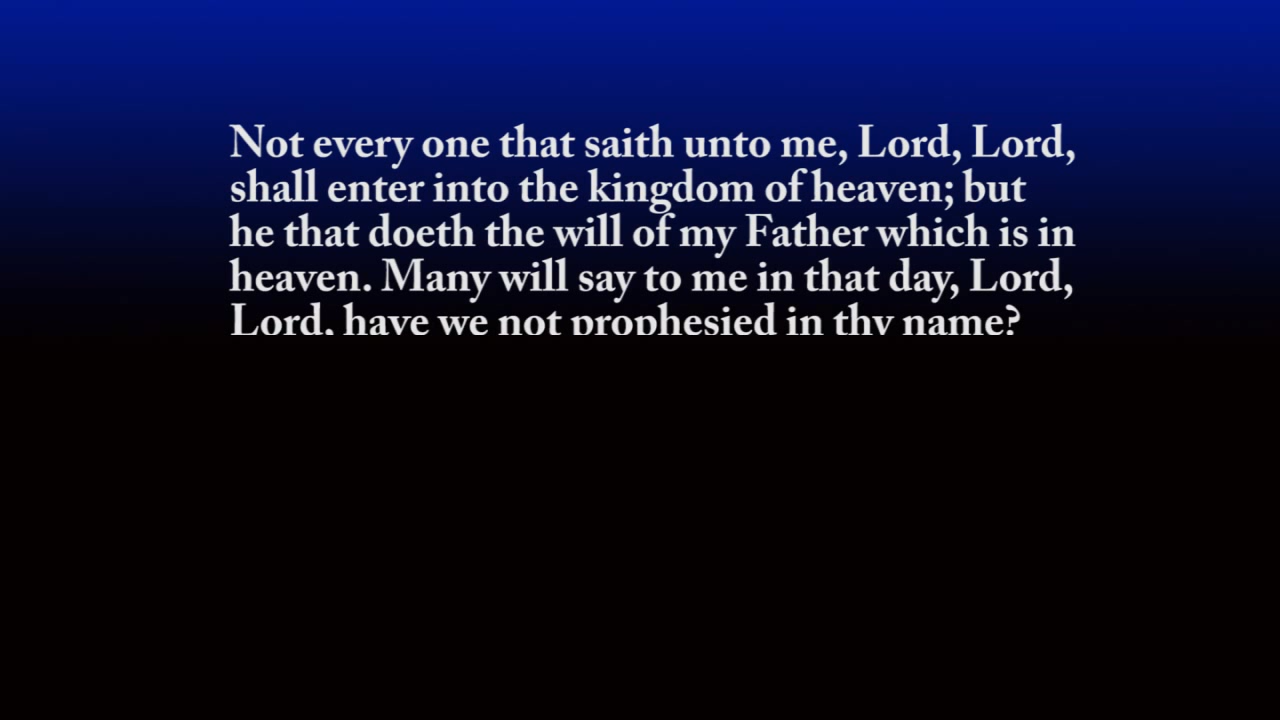 Not every one that saith unto me, Lord, Lord,
shall enter into the kingdom of heaven; but
he that doeth the will of my Father which is in
heaven. Many will say to me in that day, Lord,
Lord, have we not prophesied in thy name?